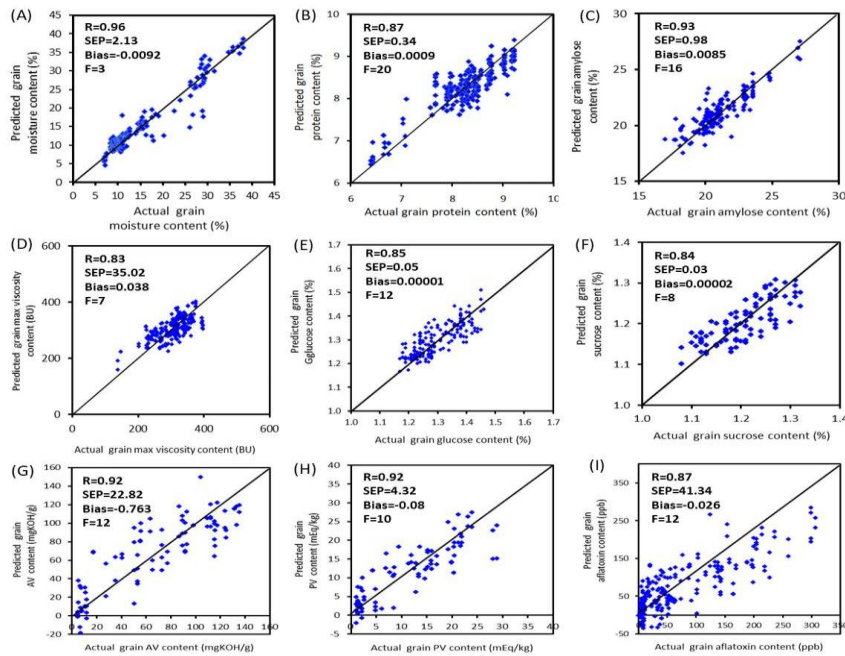 (A)
R=0.96
SEP=2.13
Bias=-0.0092
F=3
Predicted grain
moisture content (%)
45
40
35
30
25
20
15
10
5
0
0 5 10 15 20 25 30 35 40 45
Actual grain
moisture content (%)
(B)
R=0.87
SEP=0.34
Bias=0.0009
F=20
Predicted grain
protein content (%)
10
9
8
7
6
6 7 8 9 10
Actual grain protein content (%)
(C)
R=0.93
SEP=0.98
Bias=0.0085
F=16
Predicted grain amylose
content (%)
30
25
20
15
15 20 25 30
Actual grain amylose content (%)
(D)
R=0.83
SEP=35.02
Bias=0.038
F=7
Predicted grain max viscosity
content (BU)
600
400
200
0
0 200 400 600
Actual grain max viscosity content (BU)
(E)
R=0.85
SEP=0.05
Bias=0.00001
F=12
Predicted grain
Gglucose content (%)
1.7
1.6
1.5
1.4
1.3
1.2
1.1
1.0
1.0 1.1 1.2 1.3 1.4 1.5 1.6 1.7
Actual grain glucose content (%)
(F)
R=0.84
SEP=0.03
Bias=0.00002
F=8
Predicted grain
sucrose content (%)
1.4
1.3
1.2
1.1
1.0
1.0 1.1 1.2 1.3 1.4
Actual grain sucrose content (%)
(G)
R=0.92
SEP=22.82
Bias=-0.763
F=12
Predicted grain
AV content (mgKOH/g)
160
140
120
100
80
60
40
20
0
-20
0 20 40 60 80 100 120 140 160
Actual grain AV content (mgKOH/g)
(H)
R=0.92
SEP=4.32
Bias=-0.08
F=10
Predicted grain
PV content (mEq/kg)
40
35
30
25
20
15
10
5
0
-5
0 5 10 15 20 25 30 35 40
Actual grain PV content (mEq/kg)
(I)
R=0.87
SEP=41.34
Bias=-0.026
F=12
Predicted grain
aflatoxin content (ppb)
350
250
150
50
-50
0 50 100 150 200 250 300 350 400
Actual grain aflatoxin content (ppb)